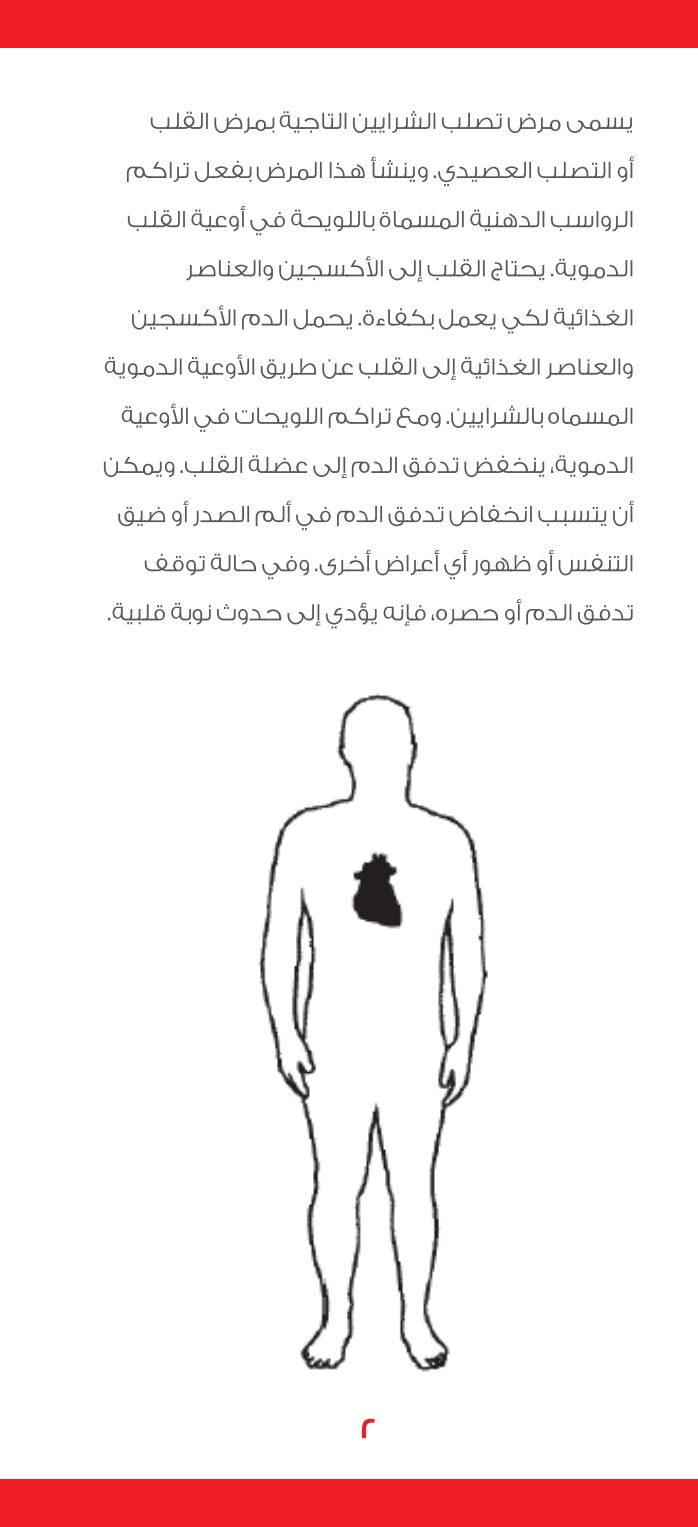 يسمى مرض تصلب الشرايين التاجية بمرض القلب
أو التصلب العصيدي. وينشأ هذا المرض بفعل تراكم
الرواسب الدهنية المسماة باللويحة في أوعية القلب
الدموية. يحتاج القلب إلى الأكسجين والعناصر
الغذائية لكي يعمل بكفاءة. يحمل الدم الأكسجين
والعناصر الغذائية إلى القلب عن طريق الأوعية الدموية
المسماه بالشرايين. ومع تراكم اللويحات في الأوعية
الدموية، ينخفض تدفق الدم إلى عضلة القلب. ويمكن
أن يتسبب انخفاض تدفق الدم في ألم الصدر أو ضيق
التنفس أو ظهور أي أعراض أخرى. وفي حالة توقف
تدفق الدم أو حصره، فإنه يؤدي إلى حدوث نوبة قلبية.
٢